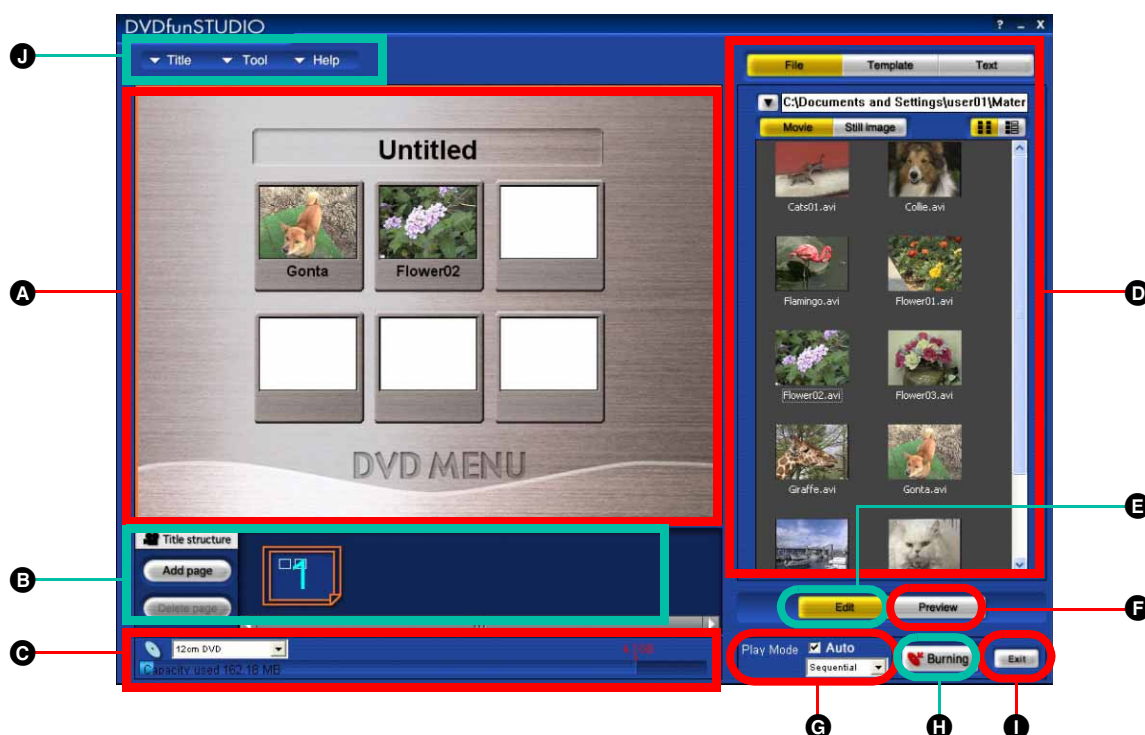 DVDfunSTUDIO
? _ X
J
Title Tool Help
File Template Text
C:\Documents and Settings\user01\Mater
Movie Still image
A
Untitled
Gonta Flower02
DVD MENU
Cats01.avi Collie.avi
D
Flamingo.avi Flower01.avi
Flower02.avi Flower03.avi
Giraffe.avi Gonta.avi
E
B
Title structure
Add page
Delete page
1
Edit Preview
F
C
12cm DVD
Capacity used 162.18 MB
Play Mode Auto
Sequential
Burning
Exit
G H I